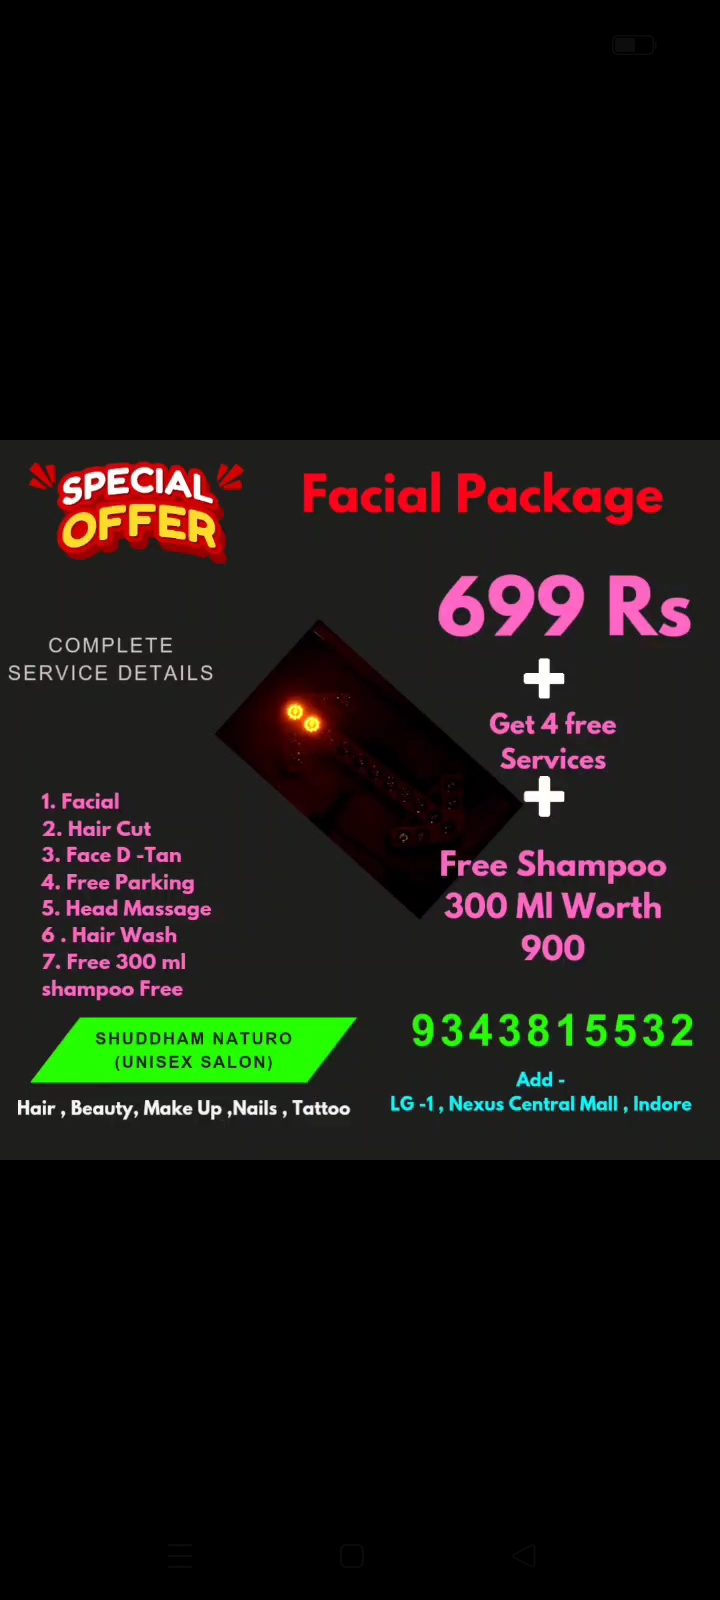 SPECIAL
OFFER
Facial Package
699 Rs
Get 4 free
Services
Free Shampoo
300 Ml Worth
900
COMPLETE
SERVICE DETAILS
1. Facial
2. Hair Cut
3. Face D -Tan
4. Free Parking
5. Head Massage
6 . Hair Wash
7. Free 300 ml
shampoo Free
SHUDDHAM NATURO
(UNISEX SALON)
Hair , Beauty, Make Up ,Nails , Tattoo
9343815532
Add -
LG -1 , Nexus Central Mall , Indore